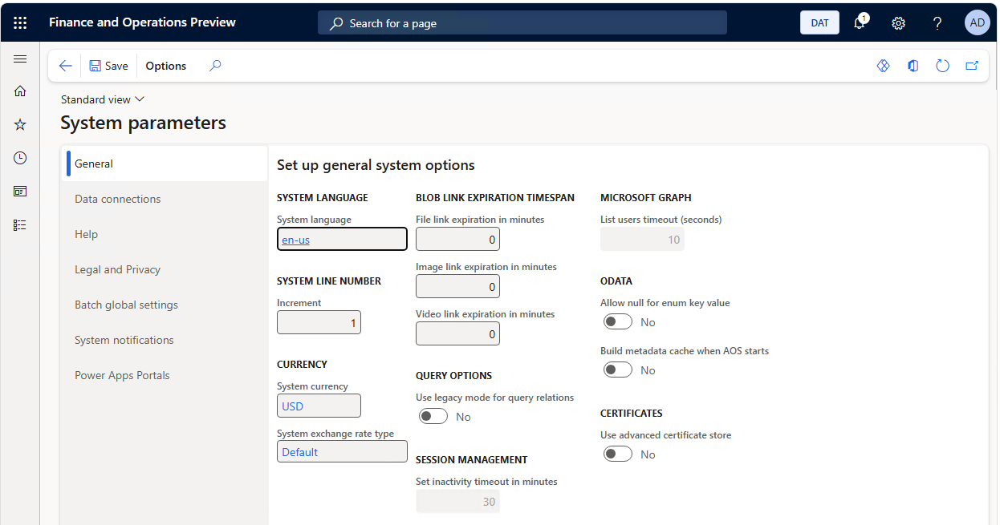 Finance and Operations Preview
Search for a page
DAT
1
?
AD
Save
Options
Standard view
System parameters
General
Data connections
Help
Legal and Privacy
Batch global settings
System notifications
Power Apps Portals
Set up general system options
SYSTEM LANGUAGE
System language
en-us
SYSTEM LINE NUMBER
Increment
1
CURRENCY
System currency
USD
System exchange rate type
Default
BLOB LINK EXPIRATION TIMESPAN
File link expiration in minutes
0
Image link expiration in minutes
0
Video link expiration in minutes
0
QUERY OPTIONS
Use legacy mode for query relations
No
SESSION MANAGEMENT
Set inactivity timeout in minutes
30
MICROSOFT GRAPH
List users timeout (seconds)
10
ODATA
Allow null for enum key value
No
Build metadata cache when AOS starts
No
CERTIFICATES
Use advanced certificate store
No